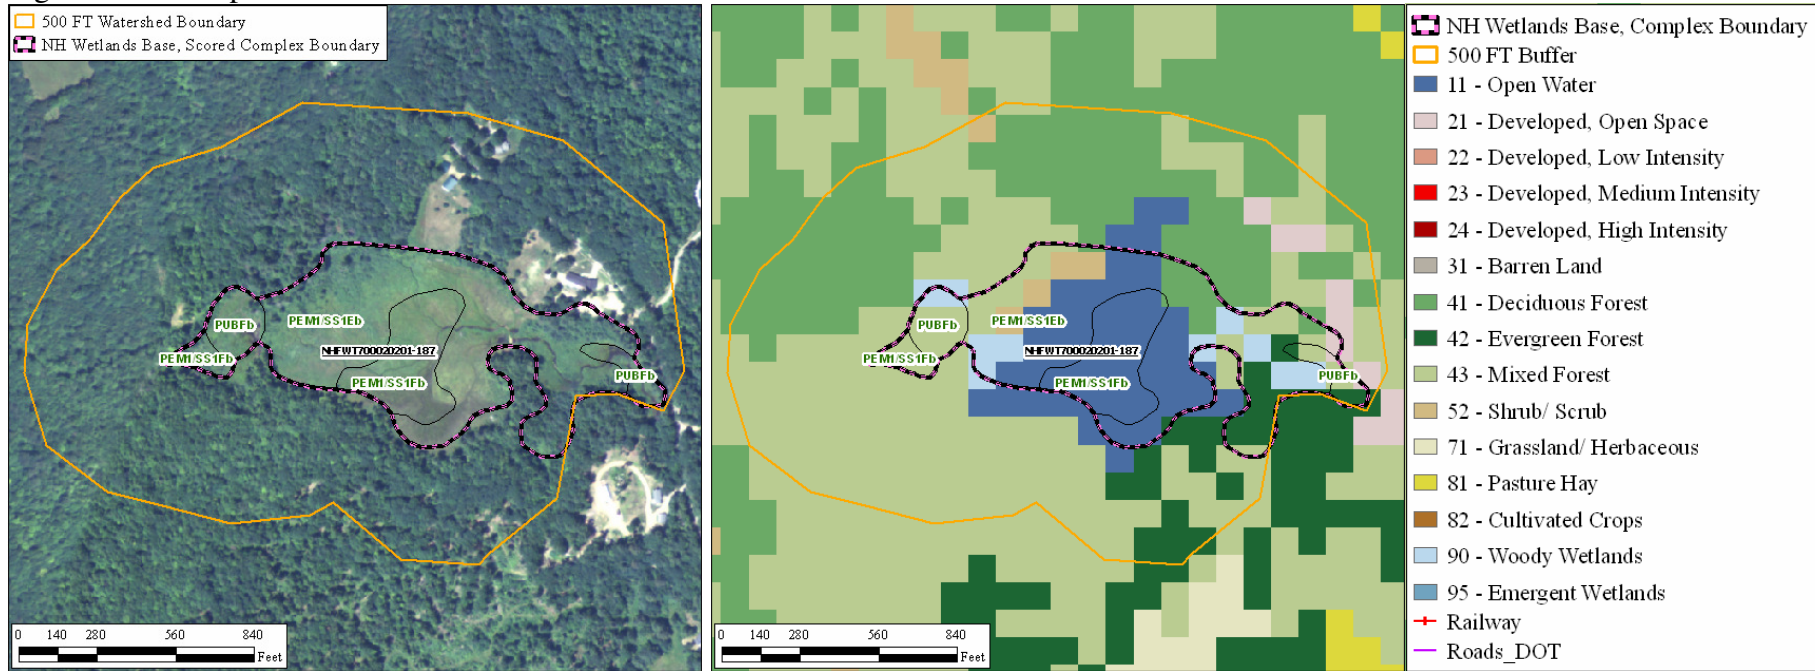 500 FT Watershed Boundary
NH Wetlands Base, Scored Complex Boundary
PUBFb
PEM1/SS1Eb
PEM1/SS1Fb
NHFWT700020201-187
PEM1/SS1Fb
PUBFb
0 140 280 560 840
Feet
PUBFb
PEM1/SS1Eb
PEM1/SS1Fb
NHFWT700020201-187
PEM1/SS1Fb
PUBFb
0 140 280 560 840
Feet
NH Wetlands Base, Complex Boundary
500 FT Buffer
11 - Open Water
21 - Developed, Open Space
22 - Developed, Low Intensity
23 - Developed, Medium Intensity
24 - Developed, High Intensity
31 - Barren Land
41 - Deciduous Forest
42 - Evergreen Forest
43 - Mixed Forest
52 - Shrub/ Scrub
71 - Grassland/ Herbaceous
81 - Pasture Hay
82 - Cultivated Crops
90 - Woody Wetlands
95 - Emergent Wetlands
Railway
Roads_DOT